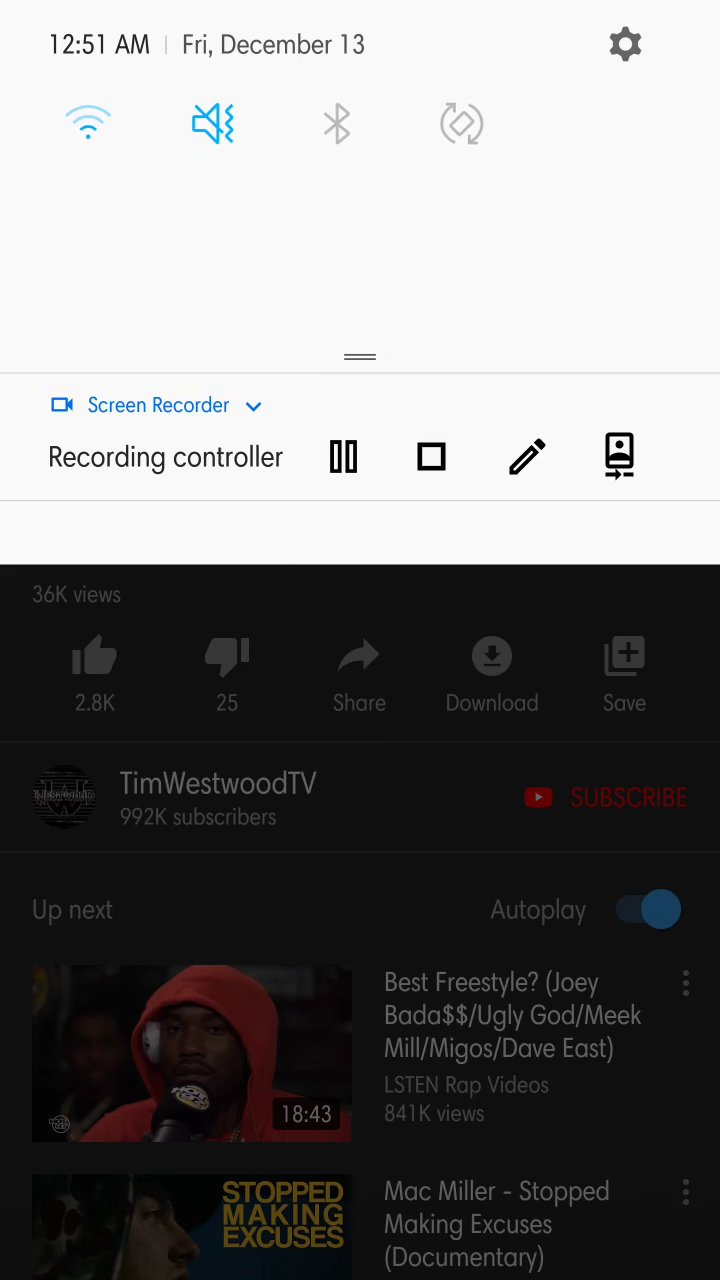 12:51 AM | Fri, December 13
Screen Recorder
Recording controller
36K views
2.8K
25
Share
Download
Save
TimWestwoodTV
992K subscribers
SUBSCRIBE
Up next
Autoplay
Best Freestyle? (Joey
Bada$$/Ugly God/Meek
Mill/Migos/Dave East)
LSTEN Rap Videos
841K views
18:43
STOPPED
MAKING
EXCUSES
Mac Miller - Stopped
Making Excuses
(Documentary)